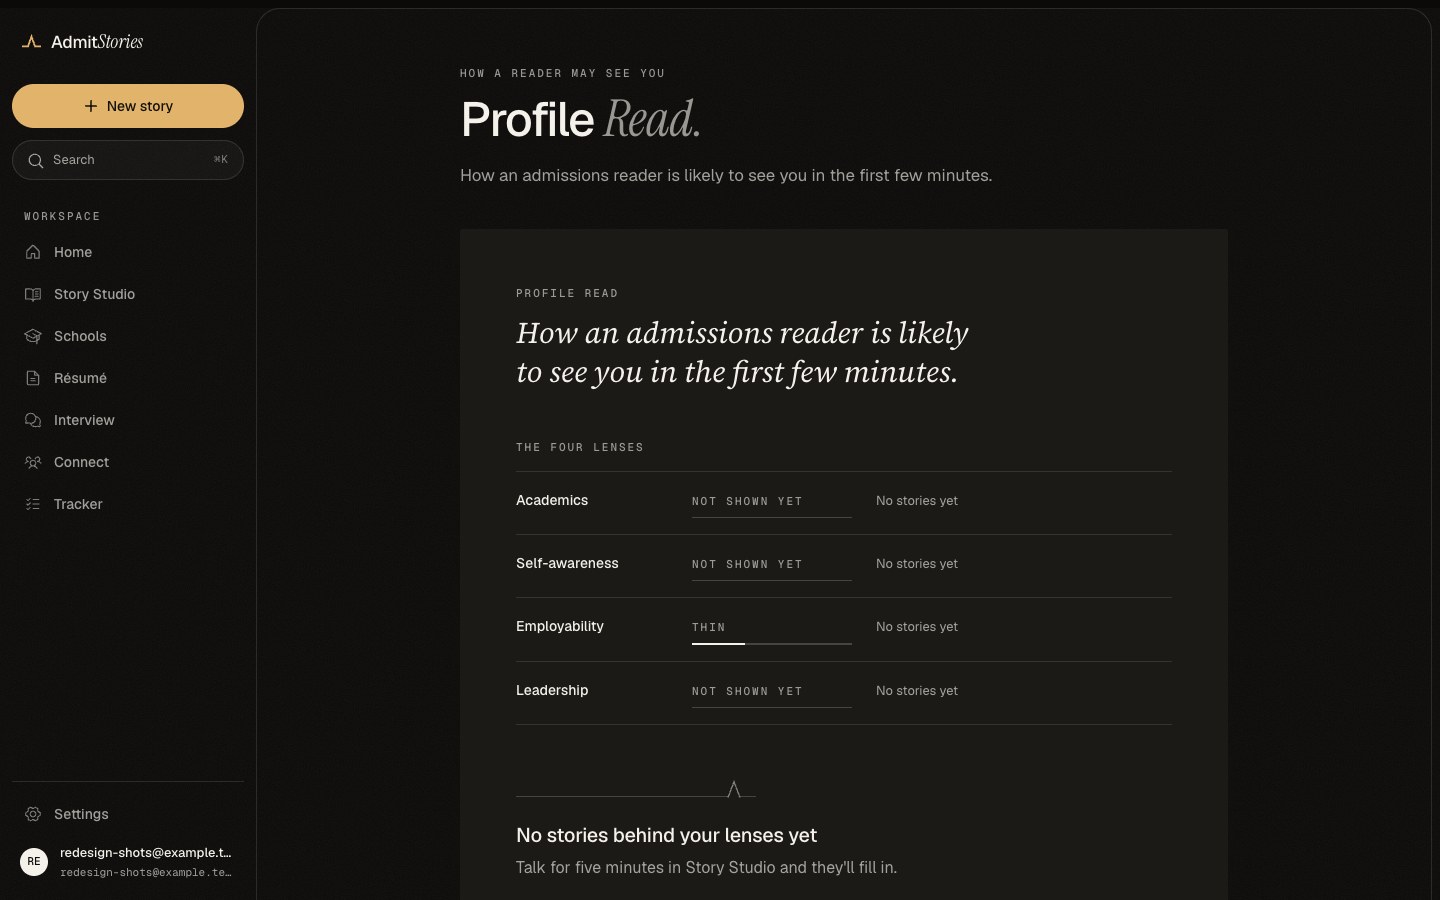 AdmitStories
New story
Search ⌘K
WORKSPACE
Home
Story Studio
Schools
Résumé
Interview
Connect
Tracker
Settings
RE
redesign-shots@example.t…
redesign-shots@example.te…
HOW A READER MAY SEE YOU
Profile Read.
How an admissions reader is likely to see you in the first few minutes.
PROFILE READ
How an admissions reader is likely
to see you in the first few minutes.
THE FOUR LENSES
Academics NOT SHOWN YET No stories yet
Self-awareness NOT SHOWN YET No stories yet
Employability THIN No stories yet
Leadership NOT SHOWN YET No stories yet
No stories behind your lenses yet
Talk for five minutes in Story Studio and they'll fill in.